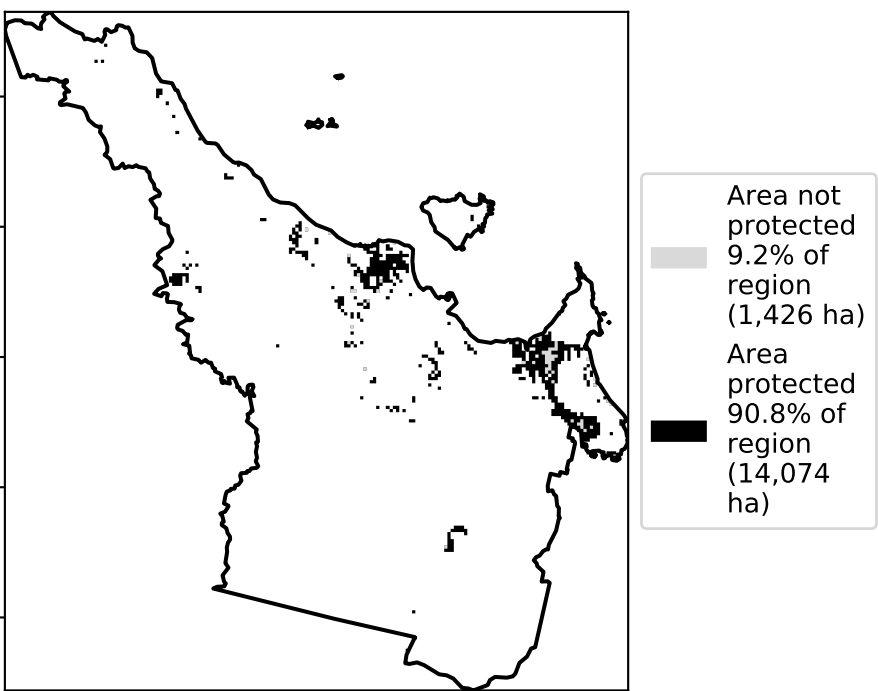 Area not
protected
9.2% of
region
(1,426 ha)
Area
protected
90.8% of
region
(14,074
ha)